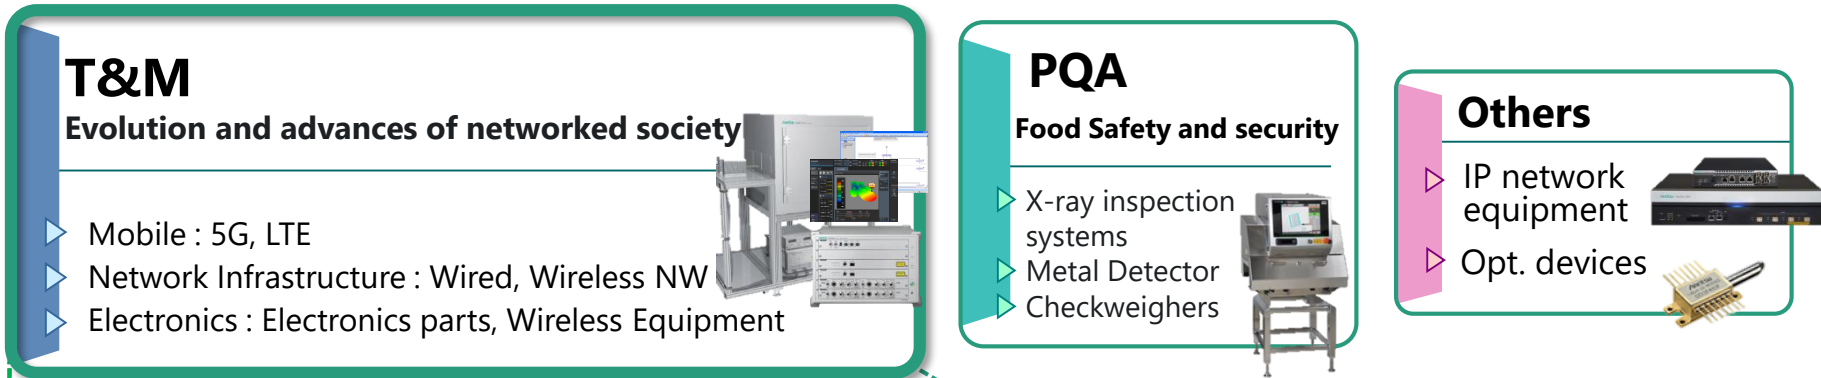 T&M
Evolution and advances of networked society
Mobile : 5G, LTE
Network Infrastructure : Wired, Wireless NW
Electronics : Electronics parts, Wireless Equipment
PQA
Food Safety and security
X-ray inspection
systems
Metal Detector
Checkweighers
Others
IP network
equipment
Opt. devices